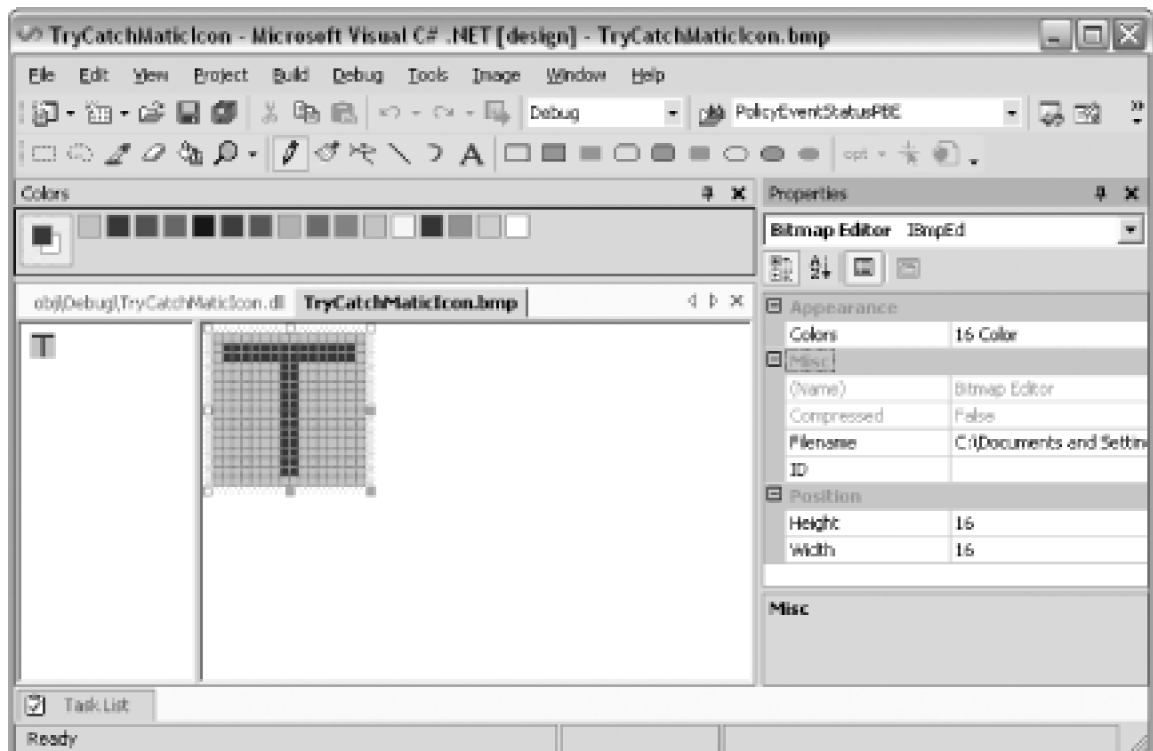 TryCatchMaticIcon - Microsoft Visual C# .NET [design] - TryCatchMaticIcon.bmp
File Edit View Project Build Debug Tools Image Window Help
Debug PolicyEventStatusPBE
A opt
Colors
Properties
Bitmap Editor IBmpEd
obj\Debug\TryCatchMaticIcon.dll TryCatchMaticIcon.bmp
T
T
Appearance
Colors 16 Color
Misc
(Name) Bitmap Editor
Compressed False
Filename C:\Documents and Settin
ID
Position
Height 16
Width 16
Misc
Task List
Ready